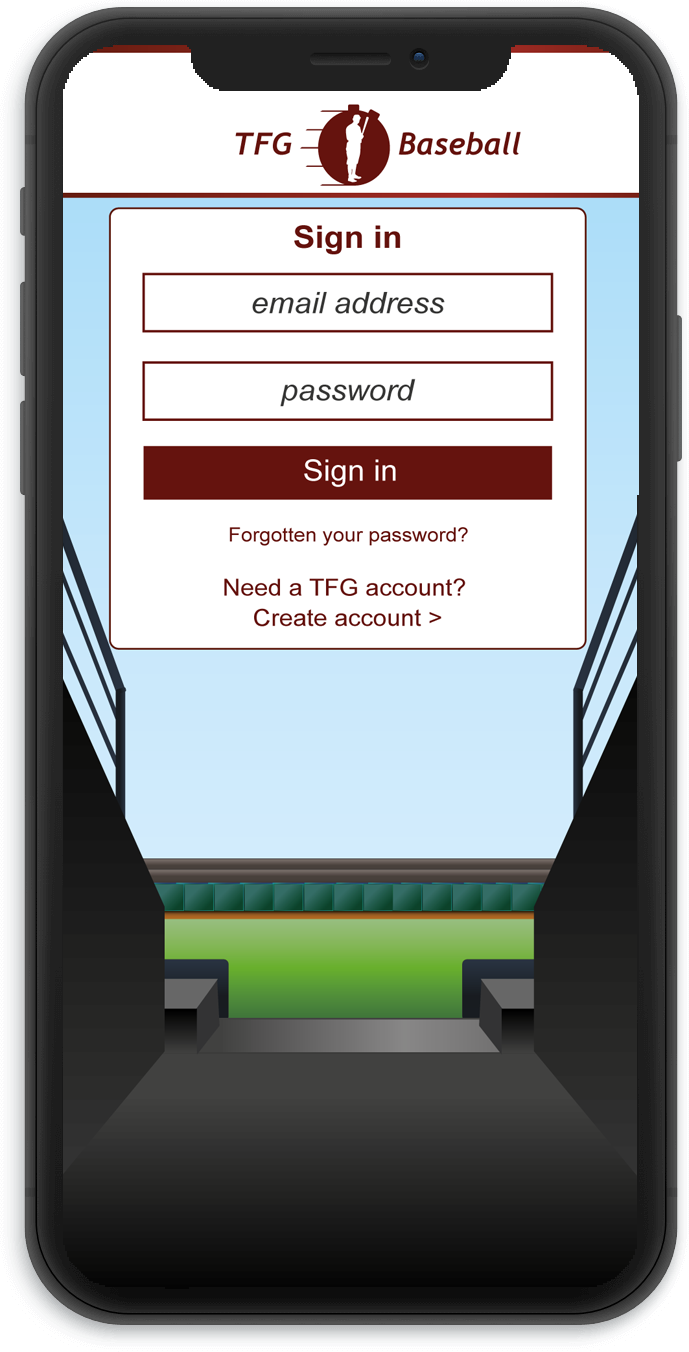 TFG Baseball
Sign in
email address
password
Sign in
Forgotten your password?
Need a TFG account?
Create account >